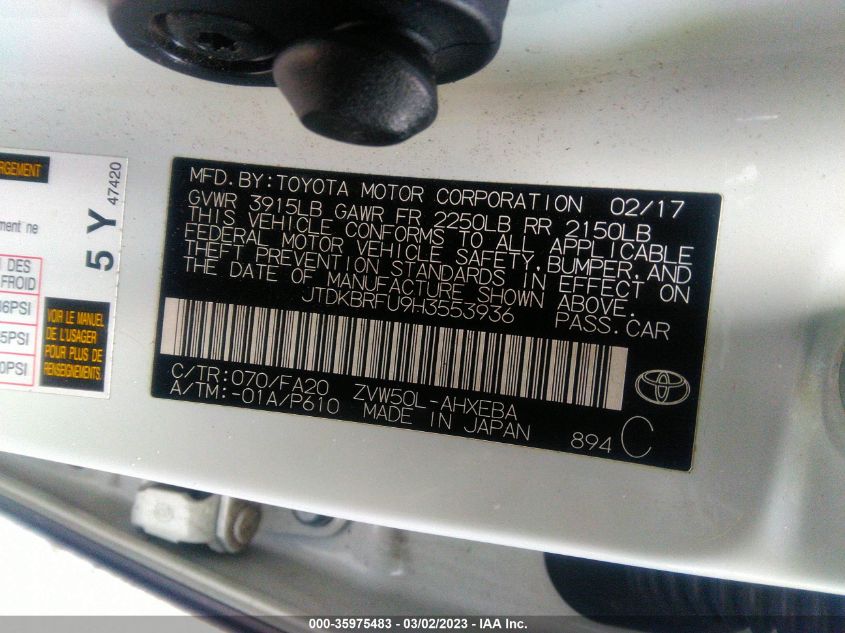 RGEMENT
47420
5 Y
ment ne
I DES
FROID
36PSI
5PSI
0PSI
VOIR LE MANUEL
DE L'USAGER
POUR PLUS DE
RENSEIGNEMENTS.
MFD.BY:TOYOTA MOTOR CORPORATION 02/17
GVWR 3915LB GAWR FR 2250LB RR 2150LB
THIS VEHICLE CONFORMS TO ALL APPLICABLE
FEDERAL MOTOR VEHICLE SAFETY,BUMPER,AND
THEFT PREVENTION STANDARDS IN EFFECT ON
THE DATE OF MANUFACTURE SHOWN ABOVE.
JTDKBRFU9H3553936 PASS.CAR
C/TR:070/FA20 ZVW50L-AHXEBA
A/TM:-01A/P610 MADE IN JAPAN 894 C
000-35975483 - 03/02/2023 - IAA Inc.